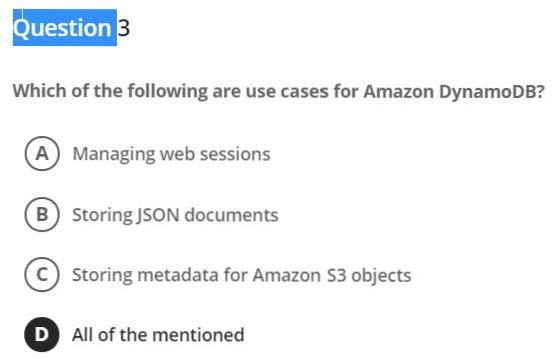 Question 3
Which of the following are use cases for Amazon DynamoDB?
A Managing web sessions
B Storing JSON documents
C Storing metadata for Amazon S3 objects
D All of the mentioned